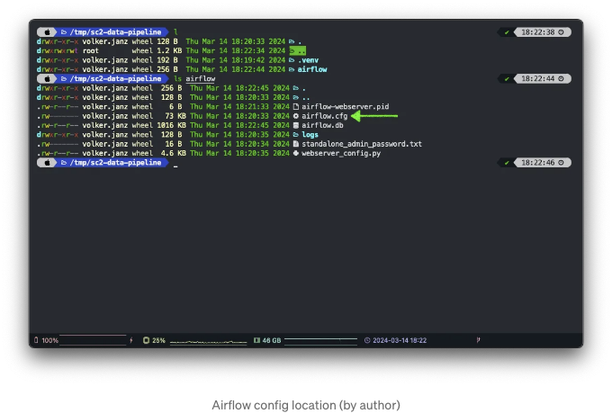 /tmp/sc2-data-pipeline l ✔ 18:22:38
drwxr-xr-x volker.janz wheel 128 B Thu Mar 14 18:20:33 2024 .
drwxrwxrwt root wheel 1.2 KB Thu Mar 14 18:22:34 2024 ..
drwxr-xr-x volker.janz wheel 192 B Thu Mar 14 18:19:42 2024 .venv
drwxr-xr-x volker.janz wheel 256 B Thu Mar 14 18:22:44 2024 airflow
/tmp/sc2-data-pipeline ls airflow ✔ 18:22:44
drwxr-xr-x volker.janz wheel 256 B Thu Mar 14 18:22:45 2024 .
drwxr-xr-x volker.janz wheel 128 B Thu Mar 14 18:20:33 2024 ..
.rw-r--r-- volker.janz wheel 6 B Thu Mar 14 18:21:33 2024 airflow-webserver.pid
.rw------- volker.janz wheel 73 KB Thu Mar 14 18:20:33 2024 airflow.cfg
.rw-r--r-- volker.janz wheel 1016 KB Thu Mar 14 18:22:45 2024 airflow.db
drwxr-xr-x volker.janz wheel 128 B Thu Mar 14 18:20:35 2024 logs
.rw-r--r-- volker.janz wheel 16 B Thu Mar 14 18:20:34 2024 standalone_admin_password.txt
.rw-r--r-- volker.janz wheel 4.6 KB Thu Mar 14 18:20:35 2024 webserver_config.py
/tmp/sc2-data-pipeline _ ✔ 18:22:46
100% 25% 46 GB 2024-03-14 18:22
Airflow config location (by author)